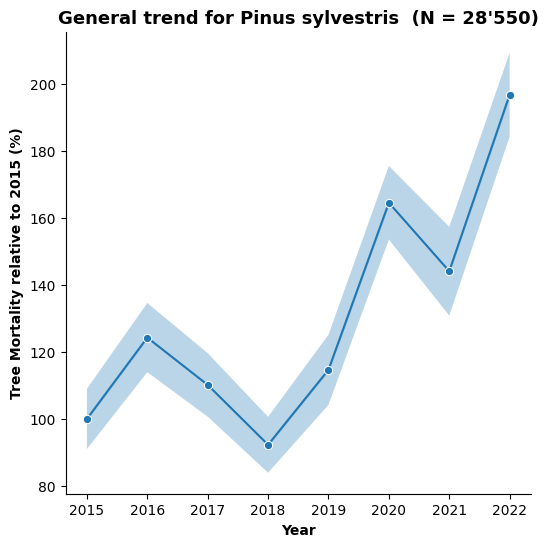 General trend for Pinus sylvestris (N = 28'550)
Tree Mortality relative to 2015 (%)
200
180
160
140
120
100
80
2015 2016 2017 2018 2019 2020 2021 2022
Year